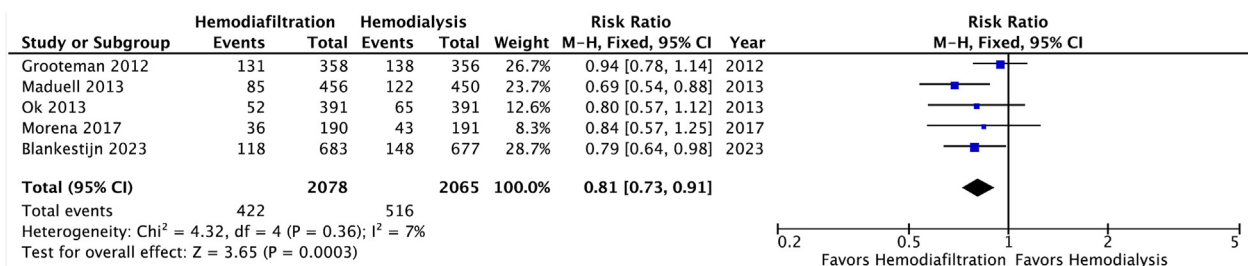 Hemodiafiltration Hemodialysis Risk Ratio Risk Ratio
Study or Subgroup Events Total Events Total Weight M-H, Fixed, 95% CI Year M-H, Fixed, 95% CI
Grooteman 2012 131 358 138 356 26.7% 0.94 [0.78, 1.14] 2012
Maduell 2013 85 456 122 450 23.7% 0.69 [0.54, 0.88] 2013
Ok 2013 52 391 65 391 12.6% 0.80 [0.57, 1.12] 2013
Morena 2017 36 190 43 191 8.3% 0.84 [0.57, 1.25] 2017
Blankestijn 2023 118 683 148 677 28.7% 0.79 [0.64, 0.98] 2023
Total (95% CI) 2078 2065 100.0% 0.81 [0.73, 0.91]
Total events 422 516
Heterogeneity: Chi² = 4.32, df = 4 (P = 0.36); I² = 7%
Test for overall effect: Z = 3.65 (P = 0.0003)
0.2 0.5 1 2 5
Favors Hemodiafiltration Favors Hemodialysis